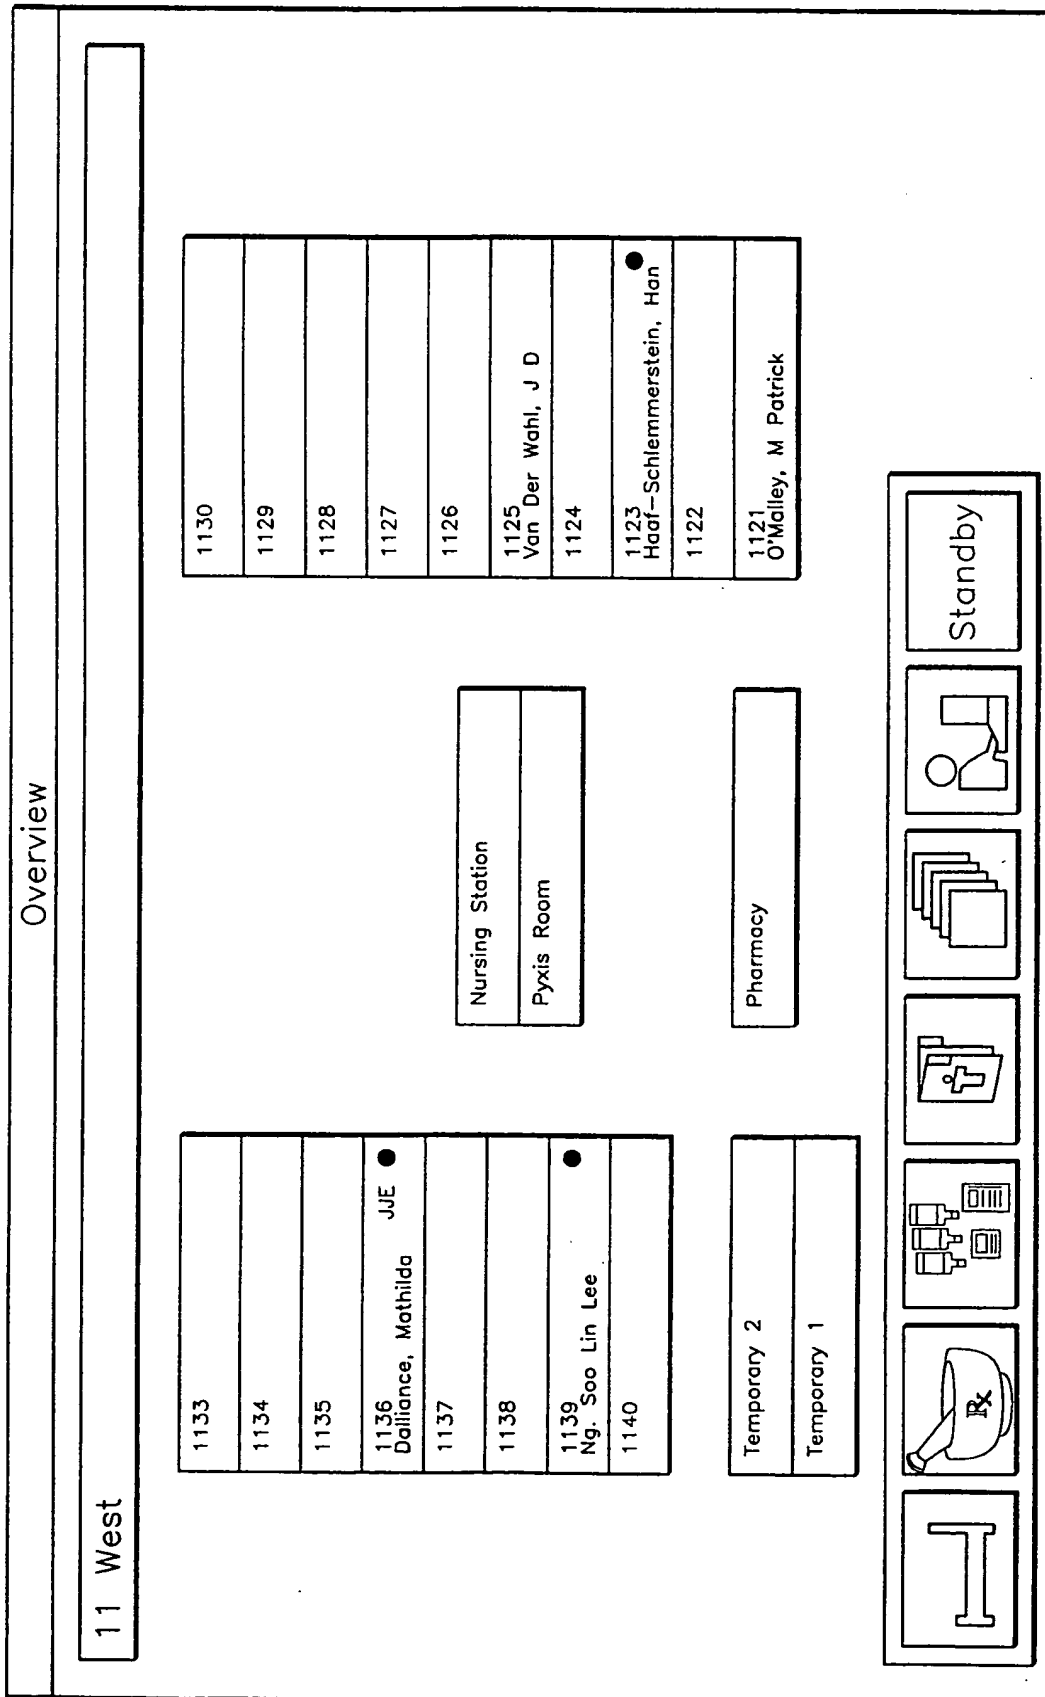 Overview
11 West
1133
1134
1135
1136
Dalliance, Mathilda JJE
1137
1138
1139
Ng. Soo Lin Lee
1140
Temporary 2
Temporary 1
Nursing Station
Pyxis Room
Pharmacy
1130
1129
1128
1127
1126
1125
Van Der Wahl, J D
1124
1123
Haaf-Schlemmerstein, Han
1122
1121
O'Malley, M Patrick
Rx
Standby